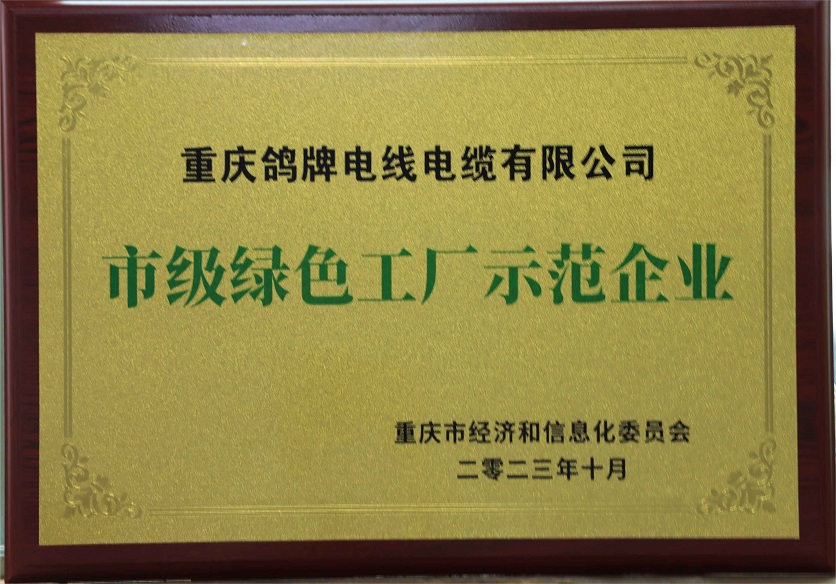 重庆鸽牌电线电缆有限公司
市级绿色工厂示范企业
重庆市经济和信息化委员会
二零二三年十月